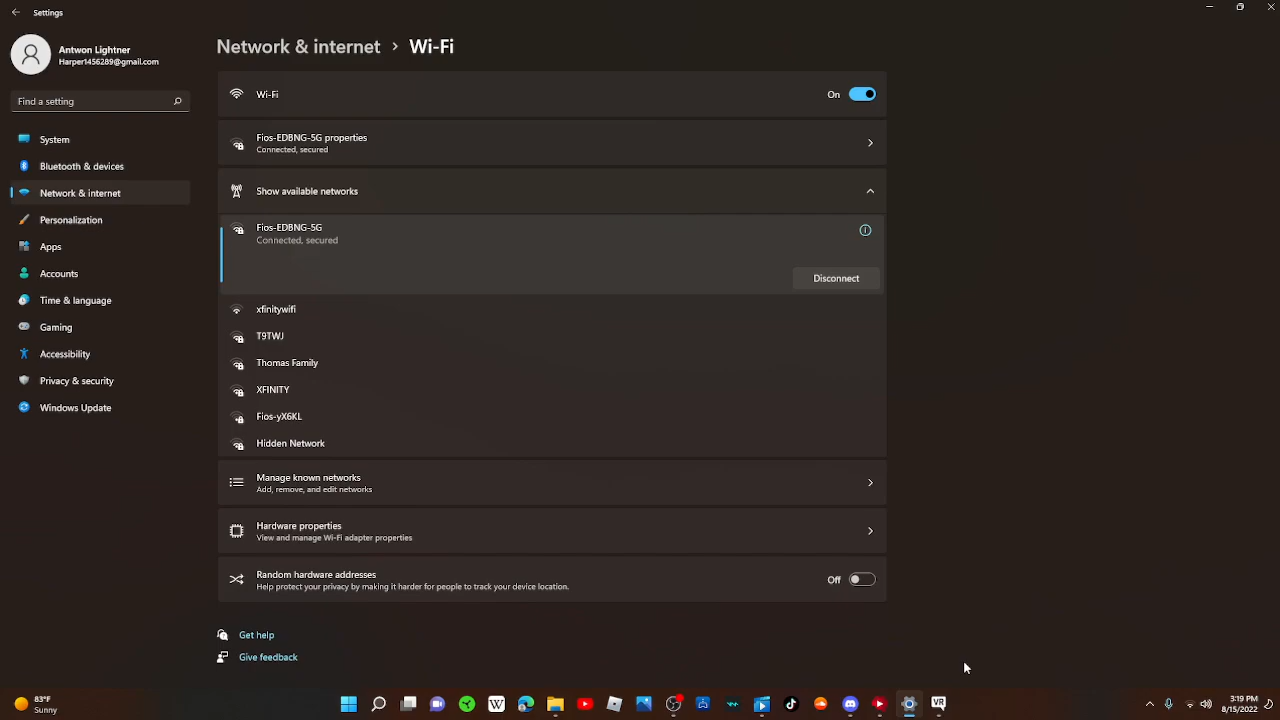 Settings
Antwon Lightner
Harper1456289@gmail.com
Find a setting
System
Bluetooth & devices
Network & internet
Personalization
Apps
Accounts
Time & language
Gaming
Accessibility
Privacy & security
Windows Update
Network & internet > Wi-Fi
Wi-Fi
On
Fios-EDBNG-5G properties
Connected, secured
Show available networks
Fios-EDBNG-5G
Connected, secured
Disconnect
xfinitywifi
T9TWJ
Thomas Family
XFINITY
Fios-yX6KL
Hidden Network
Manage known networks
Add, remove, and edit networks
Hardware properties
View and manage Wi-Fi adapter properties
Random hardware addresses
Help protect your privacy by making it harder for people to track your device location.
Off
Get help
Give feedback
83°F
Sunny
W
VR
3:19 PM
8/15/2022